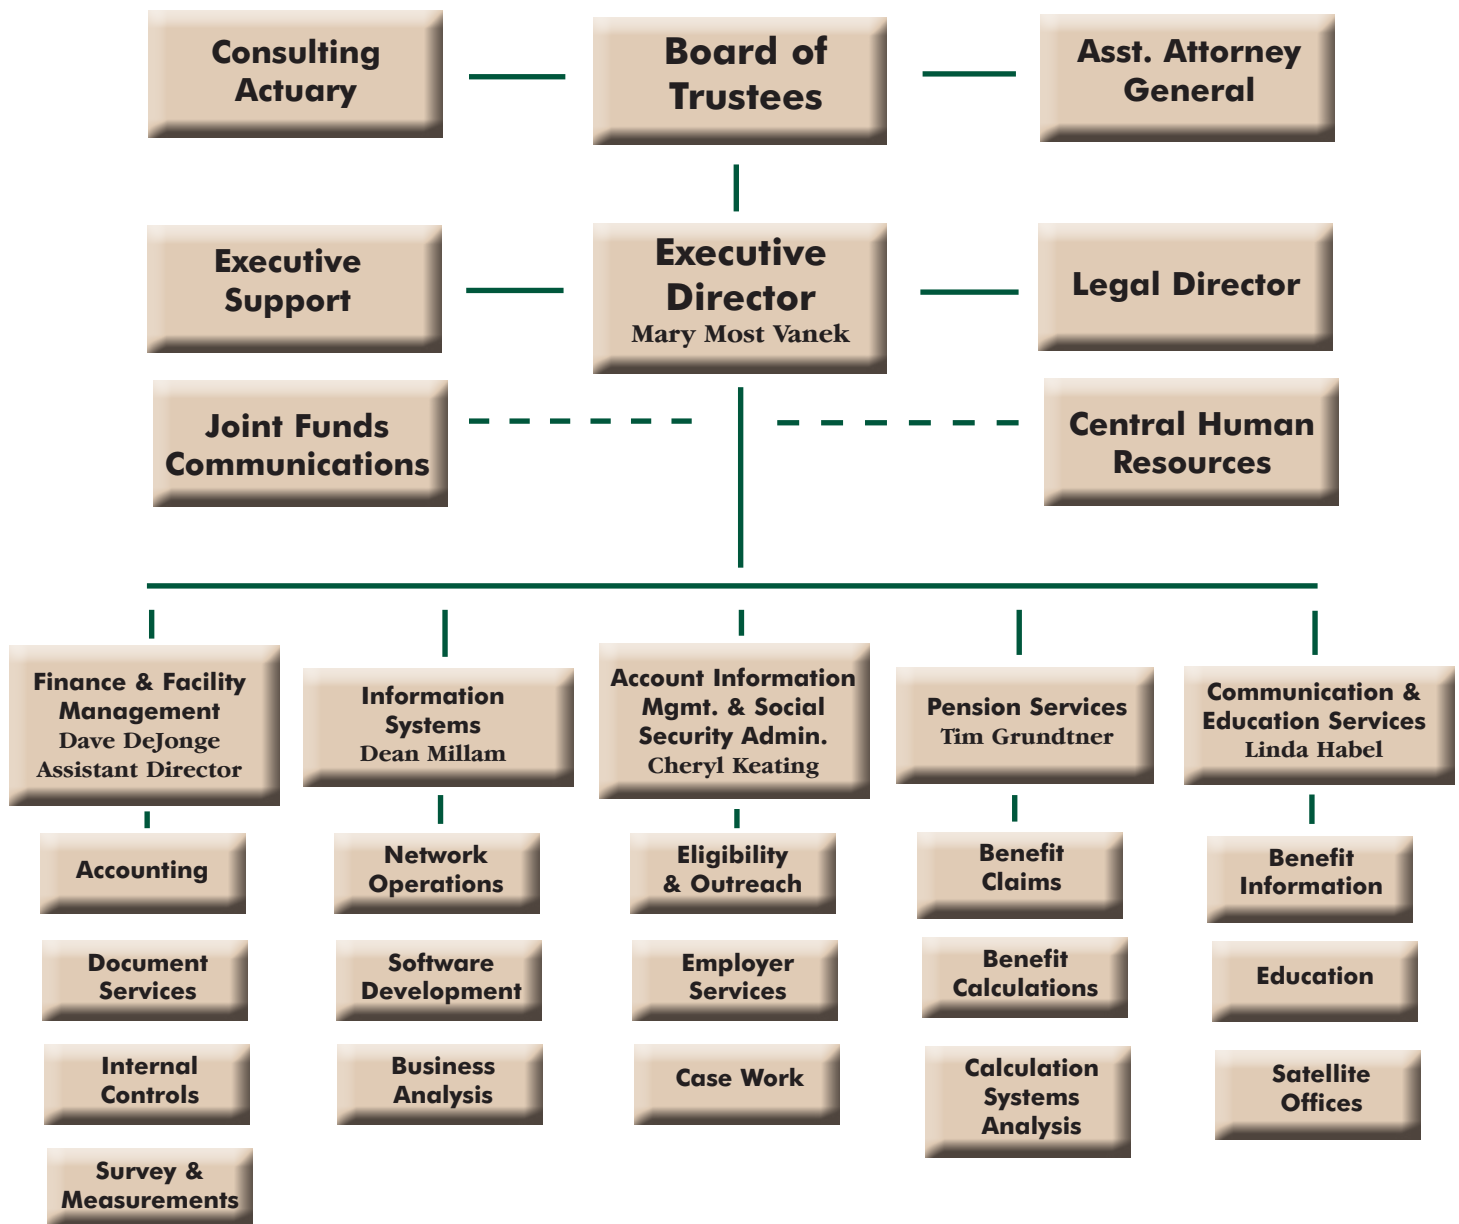 Consulting
Actuary
Board of
Trustees
Asst. Attorney
General
Executive
Support
Executive
Director
Mary Most Vanek
Legal Director
Joint Funds
Communications
Central Human
Resources
Finance & Facility
Management
Dave DeJonge
Assistant Director
Information
Systems
Dean Millam
Account Information
Mgmt. & Social
Security Admin.
Cheryl Keating
Pension Services
Tim Grundtner
Communication &
Education Services
Linda Habel
Accounting
Network
Operations
Eligibility
& Outreach
Benefit
Claims
Benefit
Information
Document
Services
Software
Development
Employer
Services
Benefit
Calculations
Education
Internal
Controls
Business
Analysis
Case Work
Calculation
Systems
Analysis
Satellite
Offices
Survey &
Measurements